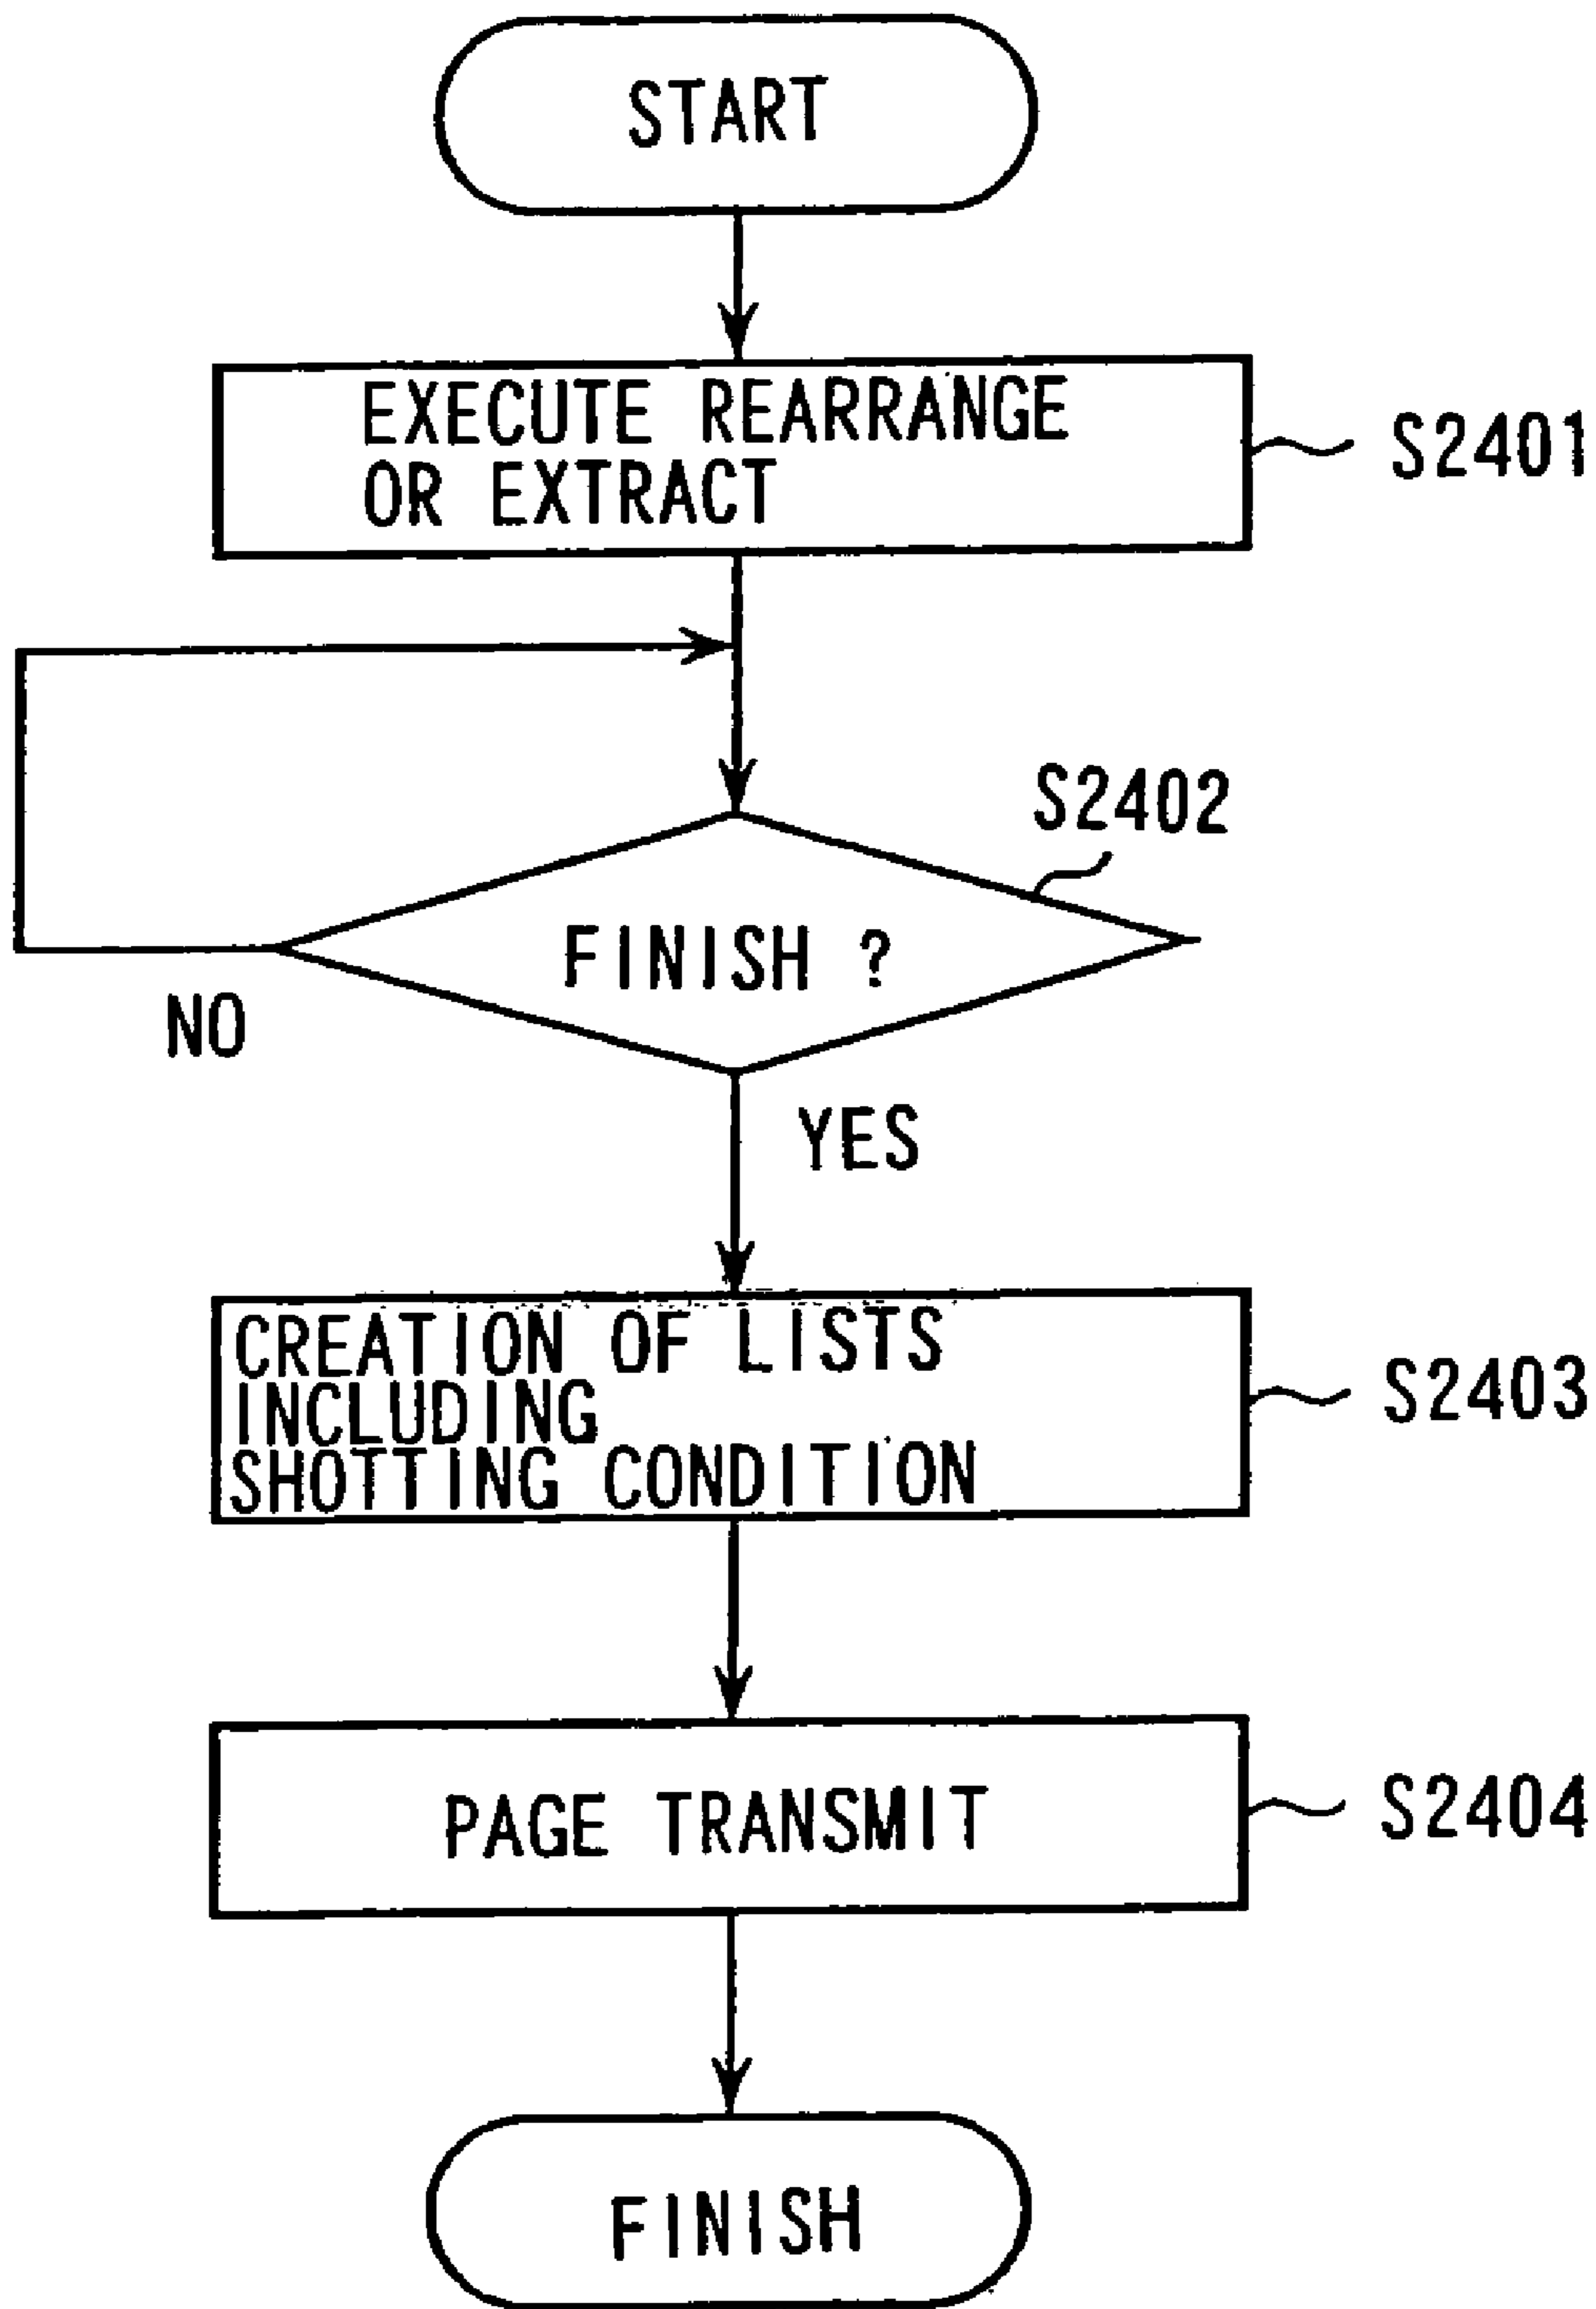 START
EXECUTE REARRANGE
OR EXTRACT
S2401
S2402
FINISH ?
NO
YES
CREATION OF LISTS
INCLUDING
SHOTTING CONDITION
S2403
PAGE TRANSMIT
S2404
FINISH